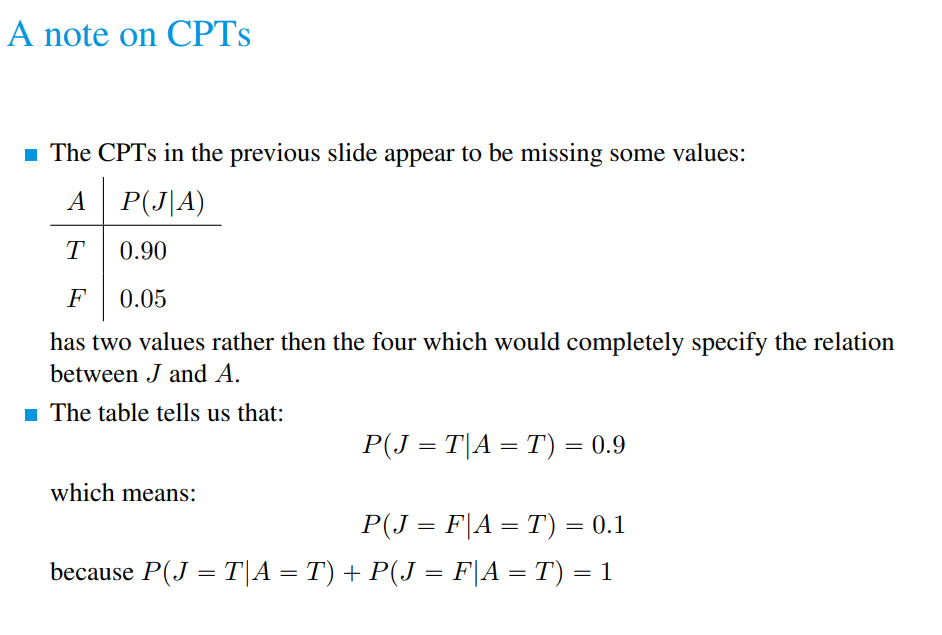 A note on CPTs
The CPTs in the previous slide appear to be missing some values:
A P(J|A)
T 0.90
F 0.05
has two values rather then the four which would completely specify the relation
between J and A.
The table tells us that:
P(J = T|A = T) = 0.9
which means:
P(J = F|A = T) = 0.1
because P(J = T|A = T) + P(J = F|A = T) = 1